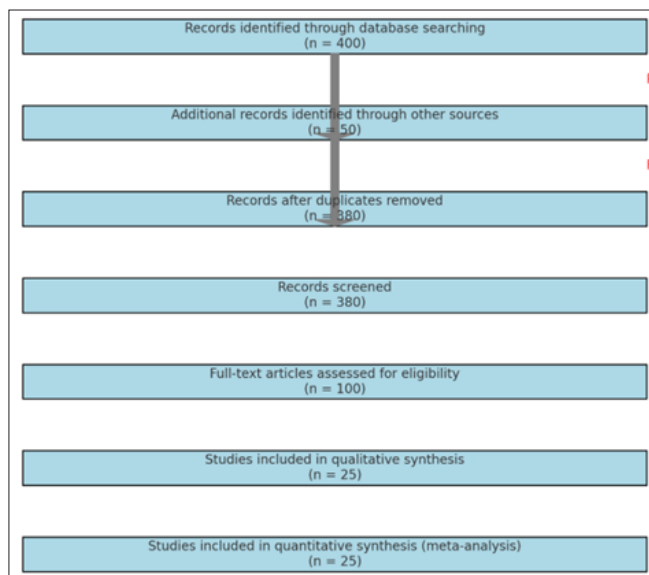 Records identified through database searching
(n = 400)
Additional records identified through other sources
(n = 50)
Records after duplicates removed
(n = 380)
Records screened
(n = 380)
Full-text articles assessed for eligibility
(n = 100)
Studies included in qualitative synthesis
(n = 25)
Studies included in quantitative synthesis (meta-analysis)
(n = 25)